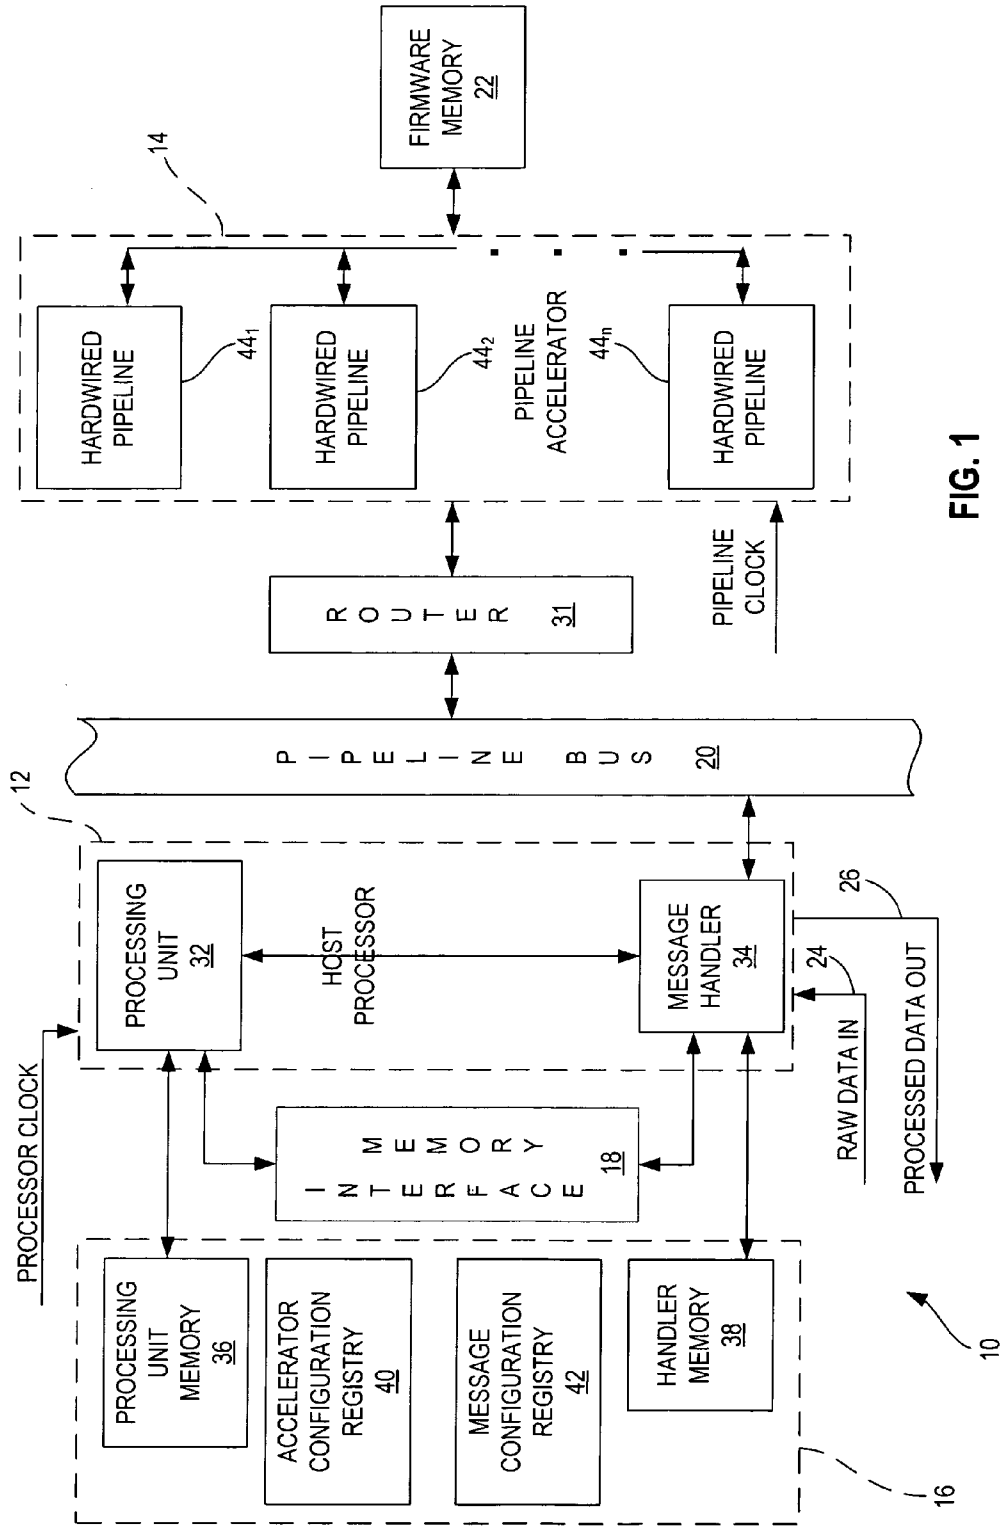 PROCESSOR CLOCK
12
14
PROCESSING
UNIT
MEMORY
36
PROCESSING
UNIT
32
HARDWIRED
PIPELINE
44₁
ACCELERATOR
CONFIGURATION
REGISTRY
40
MEMORY
INTERFACE
18
HOST
PROCESSOR
PIPELINE BUS
20
ROUTER
31
HARDWIRED
PIPELINE
44₂
FIRMWARE
MEMORY
22
MESSAGE
CONFIGURATION
REGISTRY
42
PIPELINE
ACCELERATOR
44ₙ
HANDLER
MEMORY
38
MESSAGE
HANDLER
34
HARDWIRED
PIPELINE
PIPELINE
CLOCK
RAW DATA IN
24
PROCESSED DATA OUT
26
16
10
FIG. 1